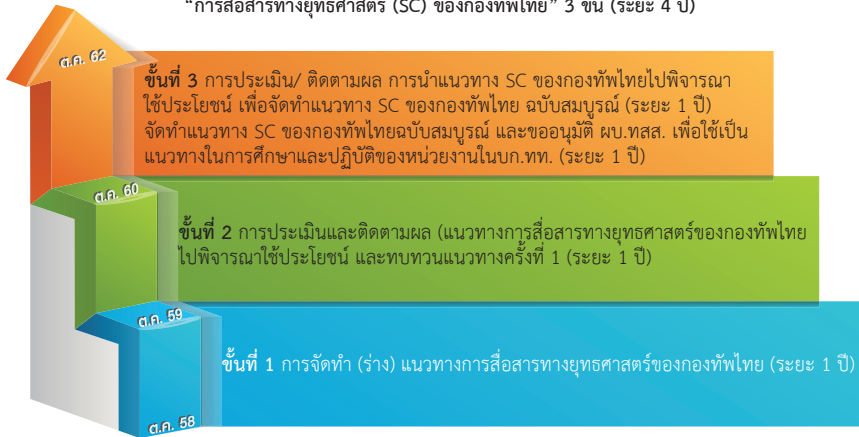 "การสื่อสารทางยุทธศาสตร์ (SC) ของกองทัพไทย" 3 ขั้น (ระยะ 4 ปี)
ต.ค. 62
ขั้นที่ 3 การประเมิน/ ติดตามผล การนำแนวทาง SC ของกองทัพไทยไปพิจารณา
ใช้ประโยชน์ เพื่อจัดทำแนวทาง SC ของกองทัพไทย ฉบับสมบูรณ์ (ระยะ 1 ปี)
จัดทำแนวทาง SC ของกองทัพไทยฉบับสมบูรณ์ และขออนุมัติ ผบ.ทสส. เพื่อใช้เป็น
แนวทางในการศึกษาและปฏิบัติของหน่วยงานในบก.ทท. (ระยะ 1 ปี)
ต.ค. 60
ขั้นที่ 2 การประเมินและติดตามผล (แนวทางการสื่อสารทางยุทธศาสตร์ของกองทัพไทย
ไปพิจารณาใช้ประโยชน์ และทบทวนแนวทางครั้งที่ 1 (ระยะ 1 ปี)
ต.ค. 59
ขั้นที่ 1 การจัดทำ (ร่าง) แนวทางการสื่อสารทางยุทธศาสตร์ของกองทัพไทย (ระยะ 1 ปี)
ต.ค. 58